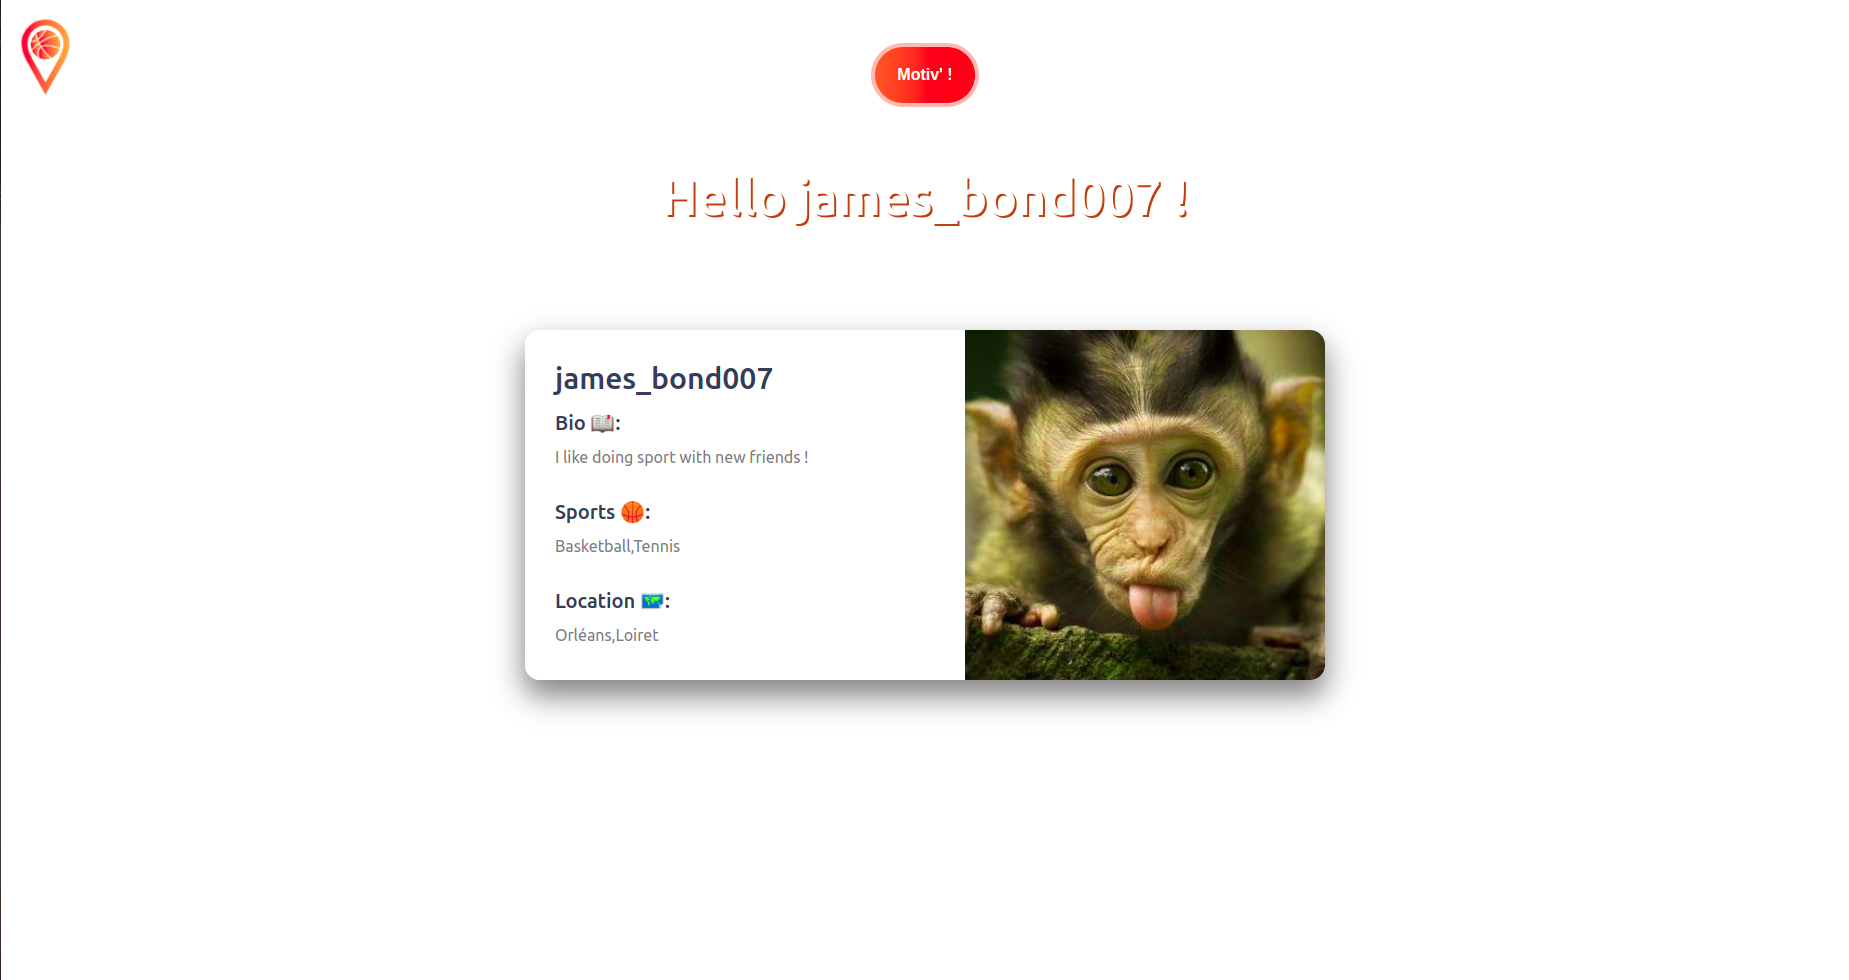 Motiv' !
Hello james_bond007 !
james_bond007
Bio 📖:
I like doing sport with new friends !
Sports 🏀:
Basketball,Tennis
Location 🗺️:
Orléans,Loiret